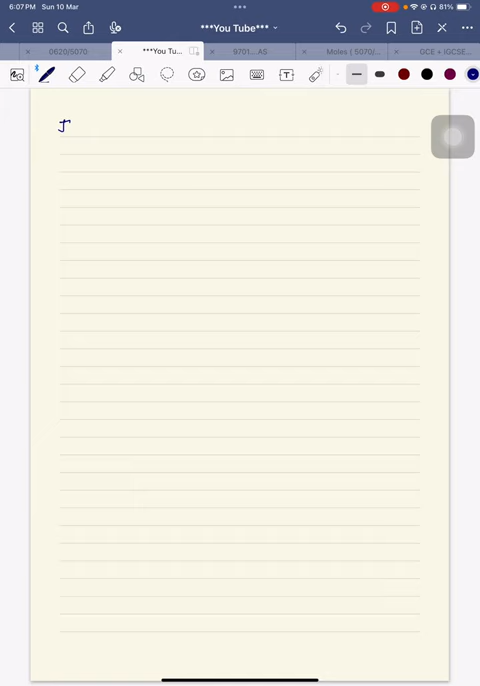 6:07 PM Sun 10 Mar 81%
***You Tube***
0620/5070 ***You Tu... 9701...AS Moles ( 5070/... GCE + IGCSE...
T